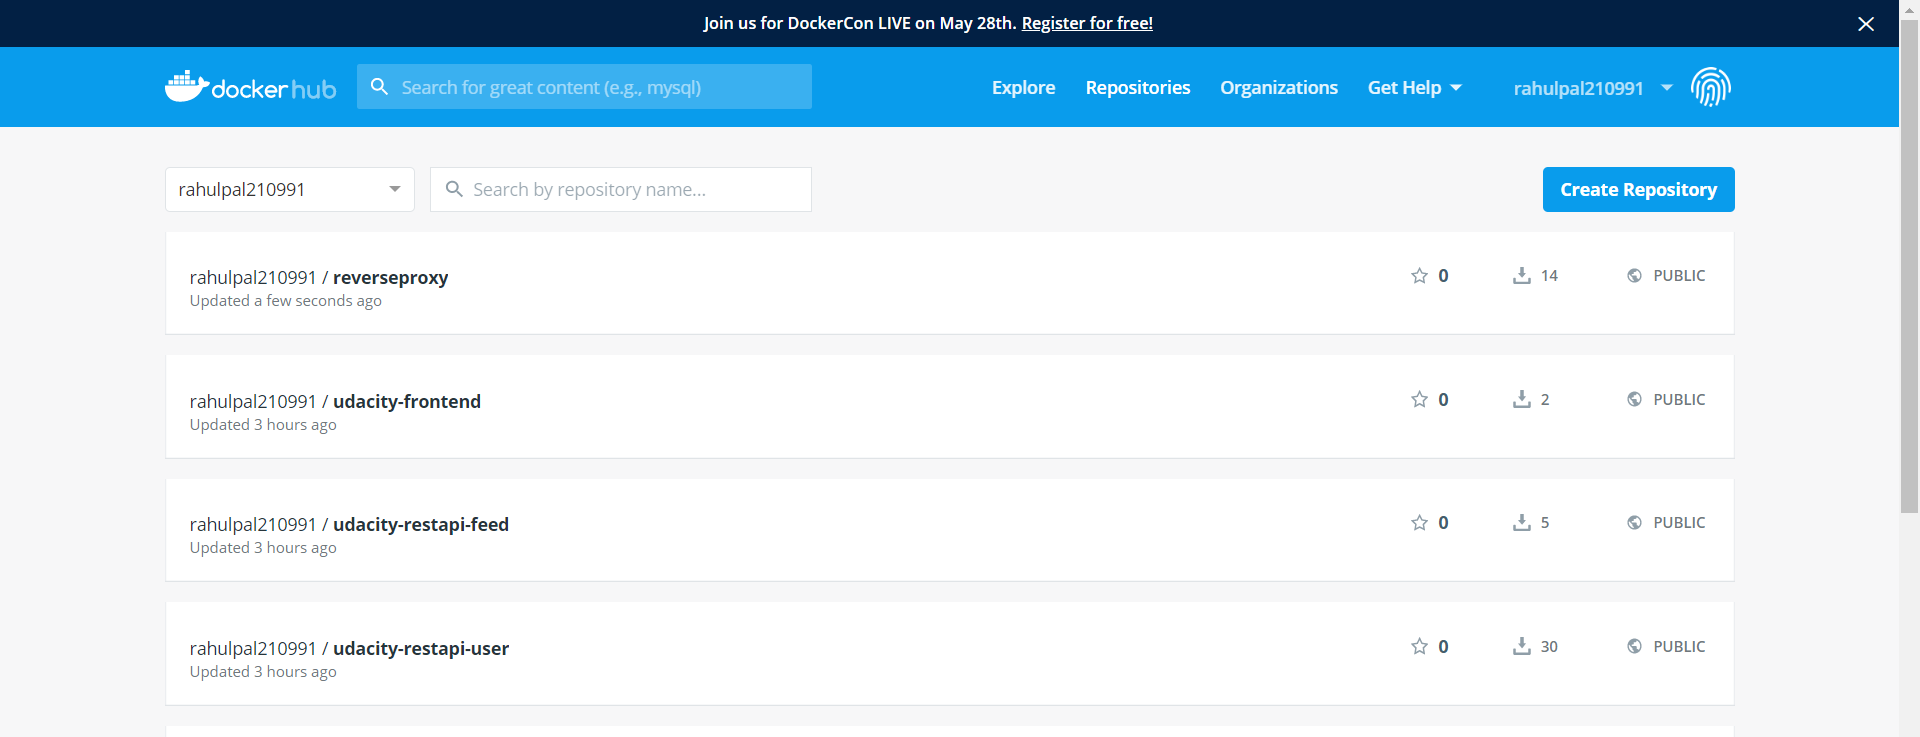 Join us for DockerCon LIVE on May 28th. Register for free!
docker hub
Search for great content (e.g., mysql)
Explore
Repositories
Organizations
Get Help
rahulpal210991
rahulpal210991
Search by repository name...
Create Repository
rahulpal210991 / reverseproxy
Updated a few seconds ago
0
14
PUBLIC
rahulpal210991 / udacity-frontend
Updated 3 hours ago
0
2
PUBLIC
rahulpal210991 / udacity-restapi-feed
Updated 3 hours ago
0
5
PUBLIC
rahulpal210991 / udacity-restapi-user
Updated 3 hours ago
0
30
PUBLIC